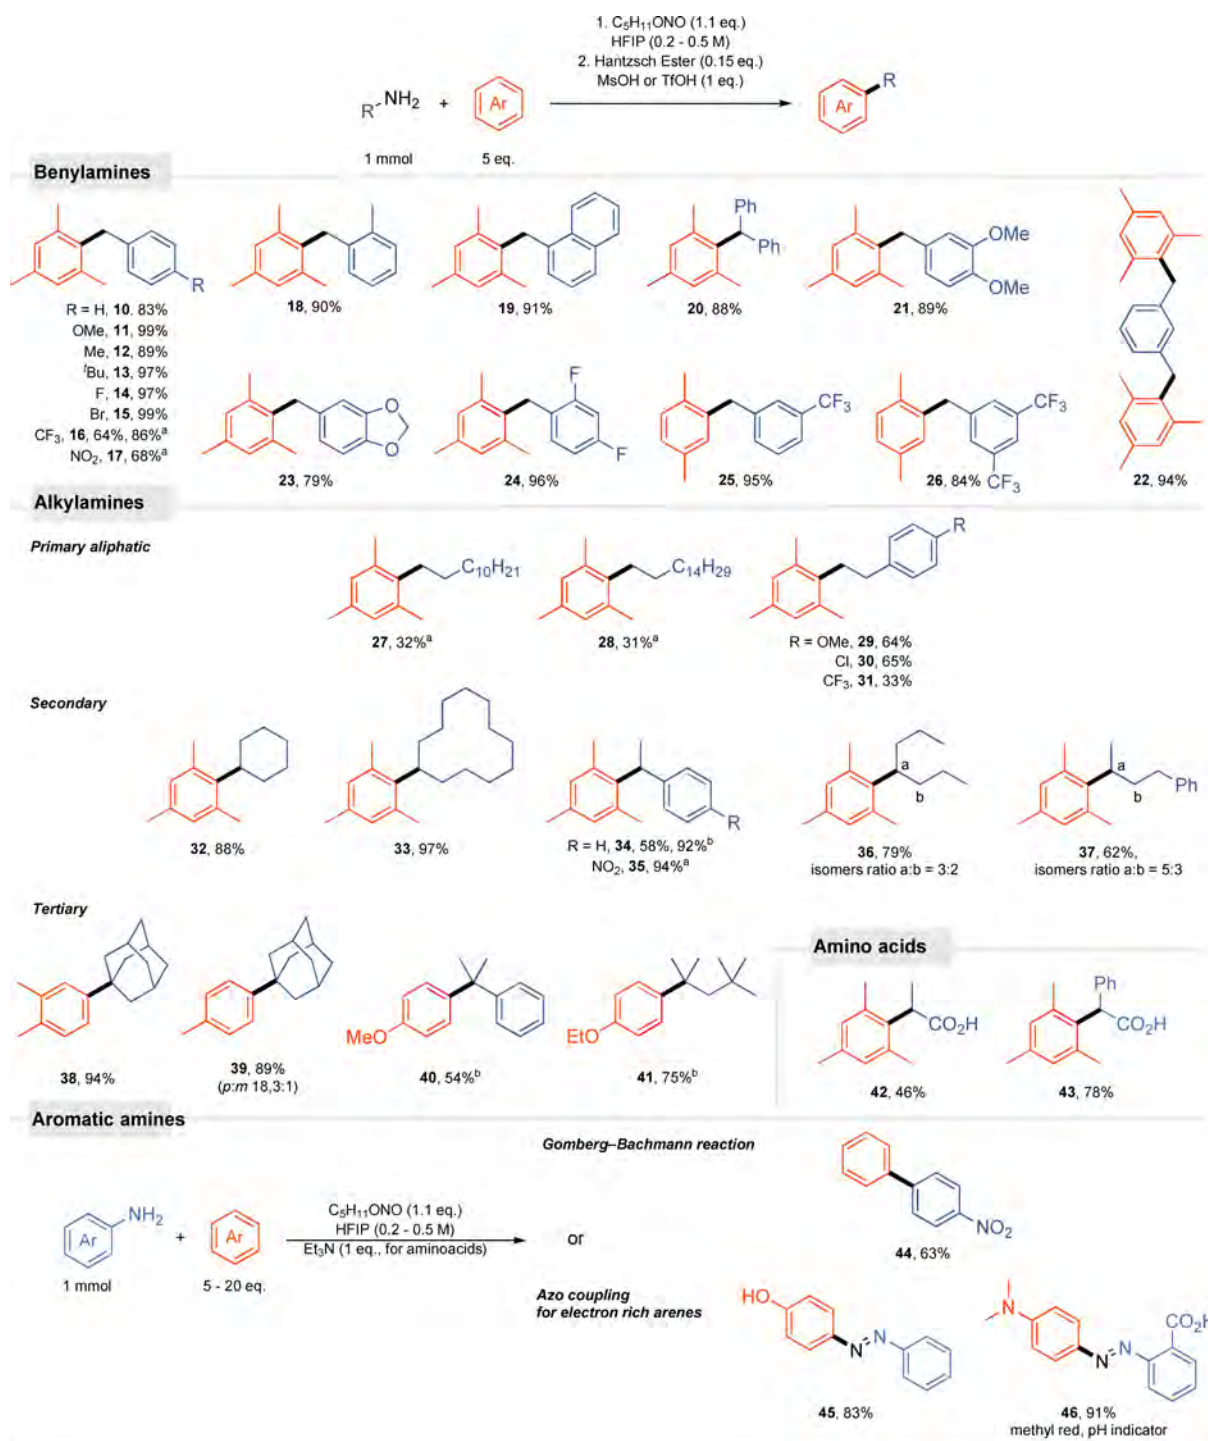 1. C₅H₁₁ONO (1.1 eq.)
HFIP (0.2 - 0.5 M)
2. Hantzsch Ester (0.15 eq.)
MsOH or TfOH (1 eq.)
R NH₂ + Ar Ar R
1 mmol 5 eq.
Benylamines
R
R = H, 10, 83%
OMe, 11, 99%
Me, 12, 89%
ᵗBu, 13, 97%
F, 14, 97%
Br, 15, 99%
CF₃, 16, 64%, 86%ᵃ
NO₂, 17, 68%ᵃ
18, 90%
19, 91%
Ph
Ph
20, 88%
OMe
OMe
21, 89%
22, 94%
O
O
23, 79%
F
F
24, 96%
CF₃
25, 95%
CF₃
CF₃
26, 84%
Alkylamines
Primary aliphatic
C₁₀H₂₁
27, 32%ᵃ
C₁₄H₂₉
28, 31%ᵃ
R
R = OMe, 29, 64%
Cl, 30, 65%
CF₃, 31, 33%
Secondary
32, 88%
33, 97%
R
R = H, 34, 58%, 92%ᵇ
NO₂, 35, 94%ᵃ
a
b
36, 79%
isomers ratio a:b = 3:2
a
b
Ph
37, 62%,
isomers ratio a:b = 5:3
Tertiary
38, 94%
39, 89%
(p:m 18,3:1)
MeO
40, 54%ᵇ
EtO
41, 75%ᵇ
Amino acids
CO₂H
42, 46%
Ph
CO₂H
43, 78%
Aromatic amines
Ar NH₂ + Ar
1 mmol 5 - 20 eq.
C₅H₁₁ONO (1.1 eq.)
HFIP (0.2 - 0.5 M)
Et₃N (1 eq., for aminoacids)
or
Gomberg–Bachmann reaction
NO₂
44, 63%
Azo coupling
for electron rich arenes
HO
N=N
45, 83%
N
N=N
CO₂H
46, 91%
methyl red, pH indicator